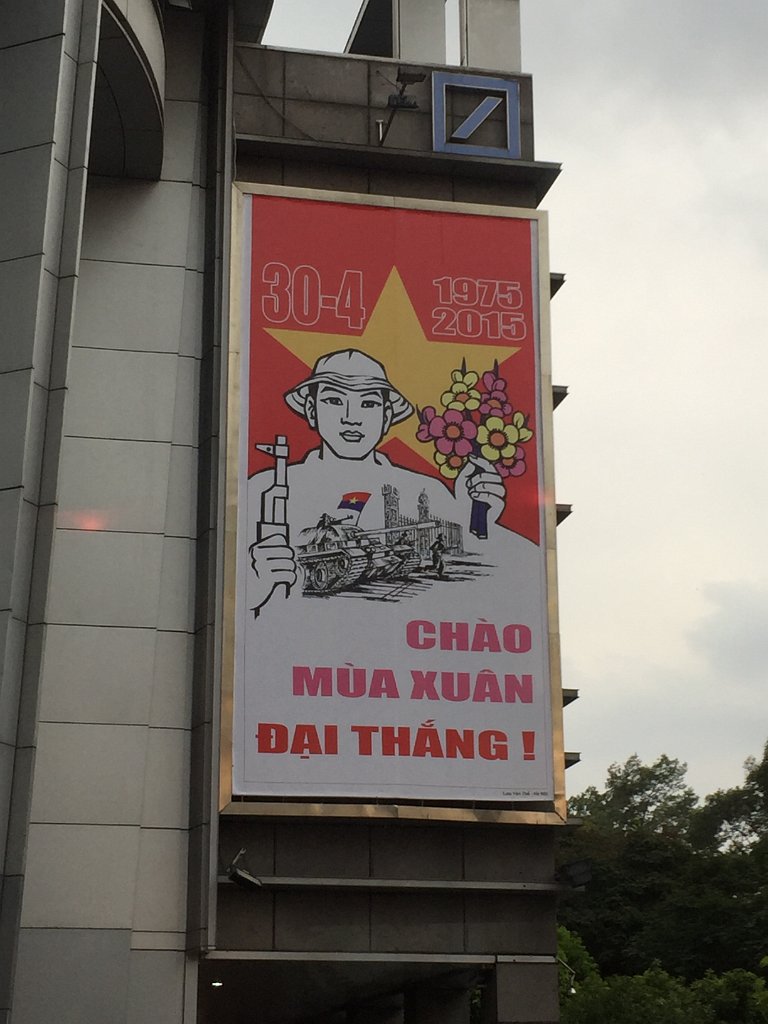 30-4
1975
2015
CHÀO
MÙA XUÂN
ĐẠI THẮNG !